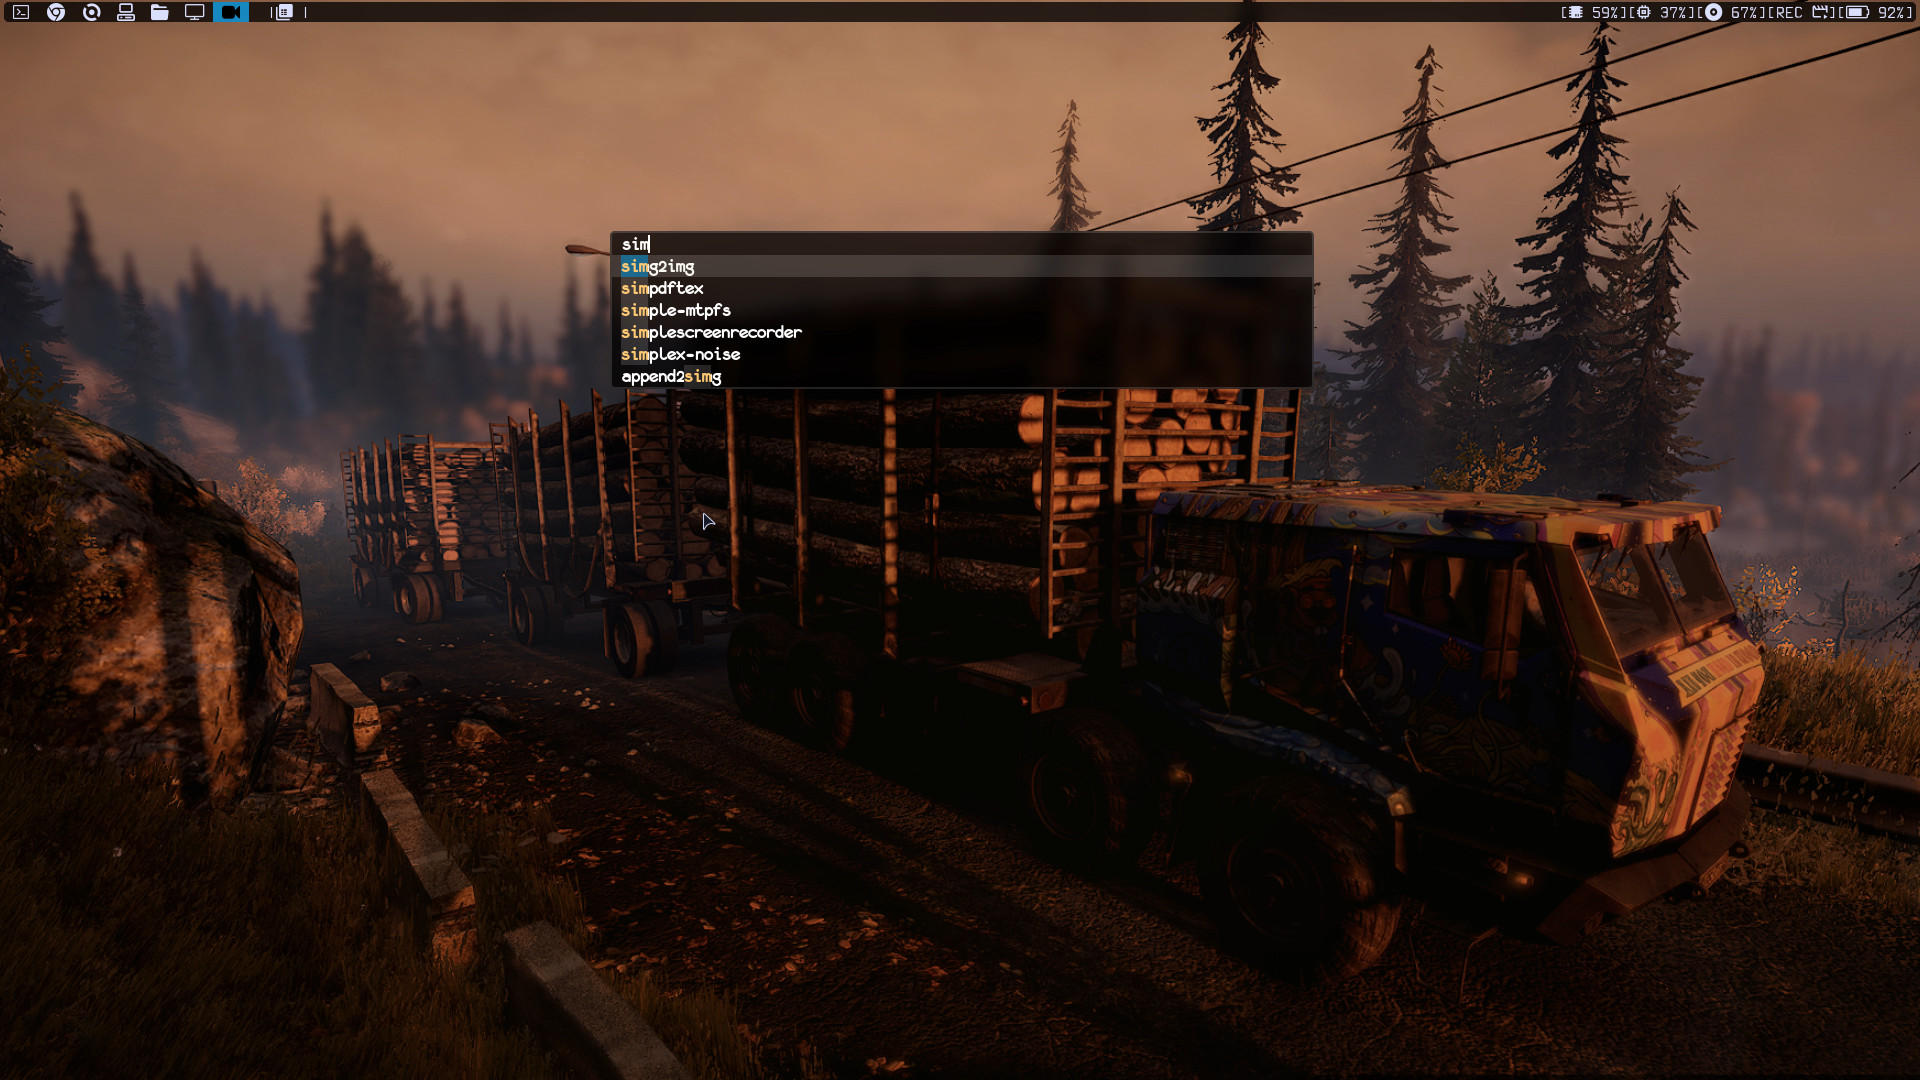 [ 59%][ 37%][ 67%][REC ][ 92%]
sim
simg2img
simpdftex
simple-mtpfs
simplescreenrecorder
simplex-noise
append2simg